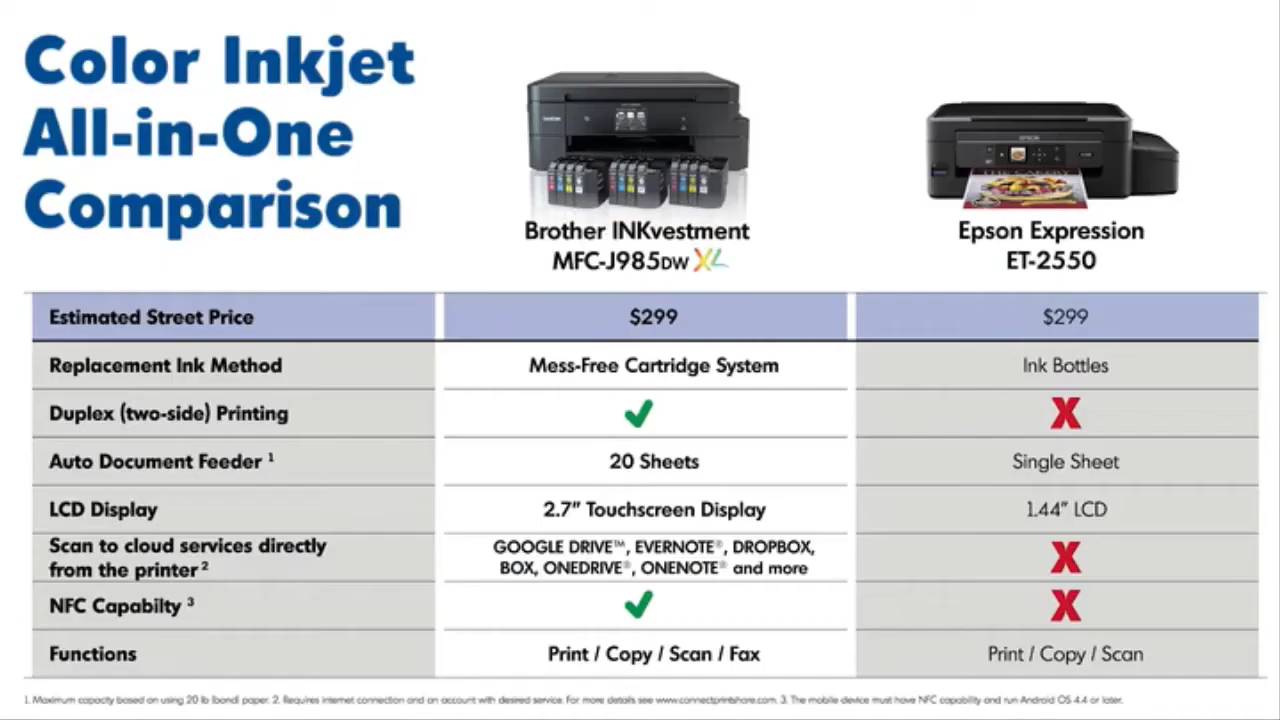 Color Inkjet
All-in-One
Comparison
brother
EPSON
THE CARVERY
Brother INKvestment
MFC-J985DW XL
Epson Expression
ET-2550
Estimated Street Price $299 $299
Replacement Ink Method Mess-Free Cartridge System Ink Bottles
Duplex (two-side) Printing ✓ X
Auto Document Feeder ¹ 20 Sheets Single Sheet
LCD Display 2.7” Touchscreen Display 1.44” LCD
Scan to cloud services directly
from the printer ²
GOOGLE DRIVE™, EVERNOTE®, DROPBOX,
BOX, ONEDRIVE®, ONENOTE® and more
X
NFC Capabilty ³ ✓ X
Functions Print / Copy / Scan / Fax Print / Copy / Scan
1. Maximum capacity based on using 20 lb (bond) paper. 2. Requires internet connection and an account with desired service. For more details see www.connectprintshare.com. 3. The mobile device must have NFC capability and run Android OS 4.4 or later.